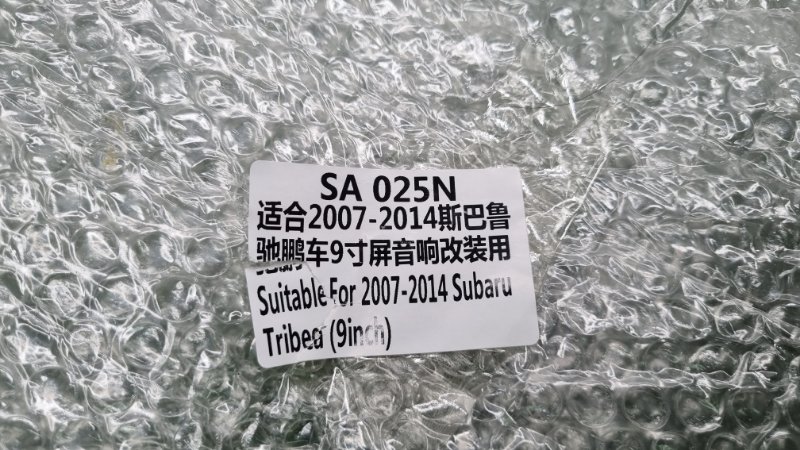 SA 025N
适合2007-2014斯巴鲁
驰鹏车9寸屏音响改装用
Suitable For 2007-2014 Subaru
Tribea (9inch)